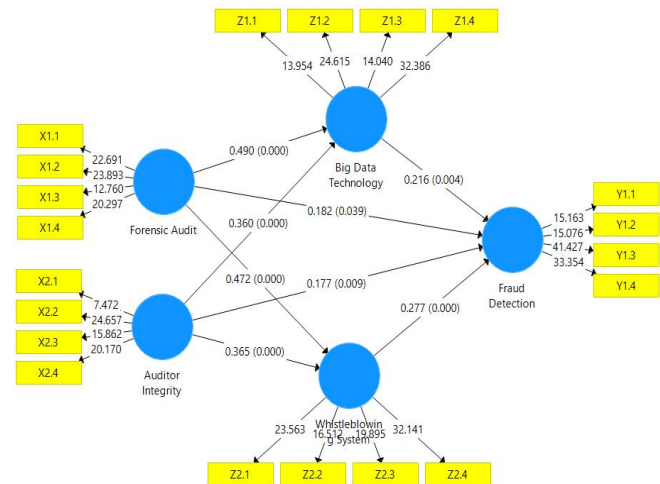 Z1.1
Z1.2
Z1.3
Z1.4
13.954
24.615
14.040
32.386
X1.1
X1.2
X1.3
X1.4
22.691
23.893
12.760
20.297
Forensic Audit
0.490 (0.000)
Big Data
Technology
0.360 (0.000)
0.216 (0.004)
0.182 (0.039)
0.472 (0.000)
0.177 (0.009)
0.277 (0.000)
0.365 (0.000)
Y1.1
Y1.2
Y1.3
Y1.4
15.163
15.076
41.427
33.354
Fraud
Detection
X2.1
X2.2
X2.3
X2.4
7.472
24.657
15.862
20.170
Auditor
Integrity
Whistleblowin
g System
23.563
16.512
19.895
32.141
Z2.1
Z2.2
Z2.3
Z2.4